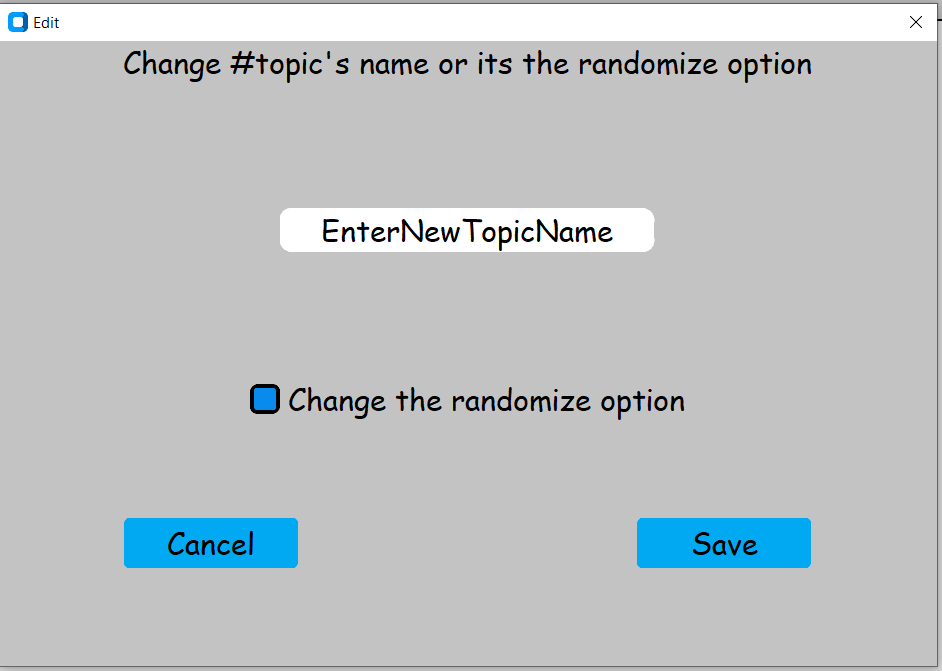 Edit
Change #topic's name or its the randomize option
EnterNewTopicName
Change the randomize option
Cancel
Save